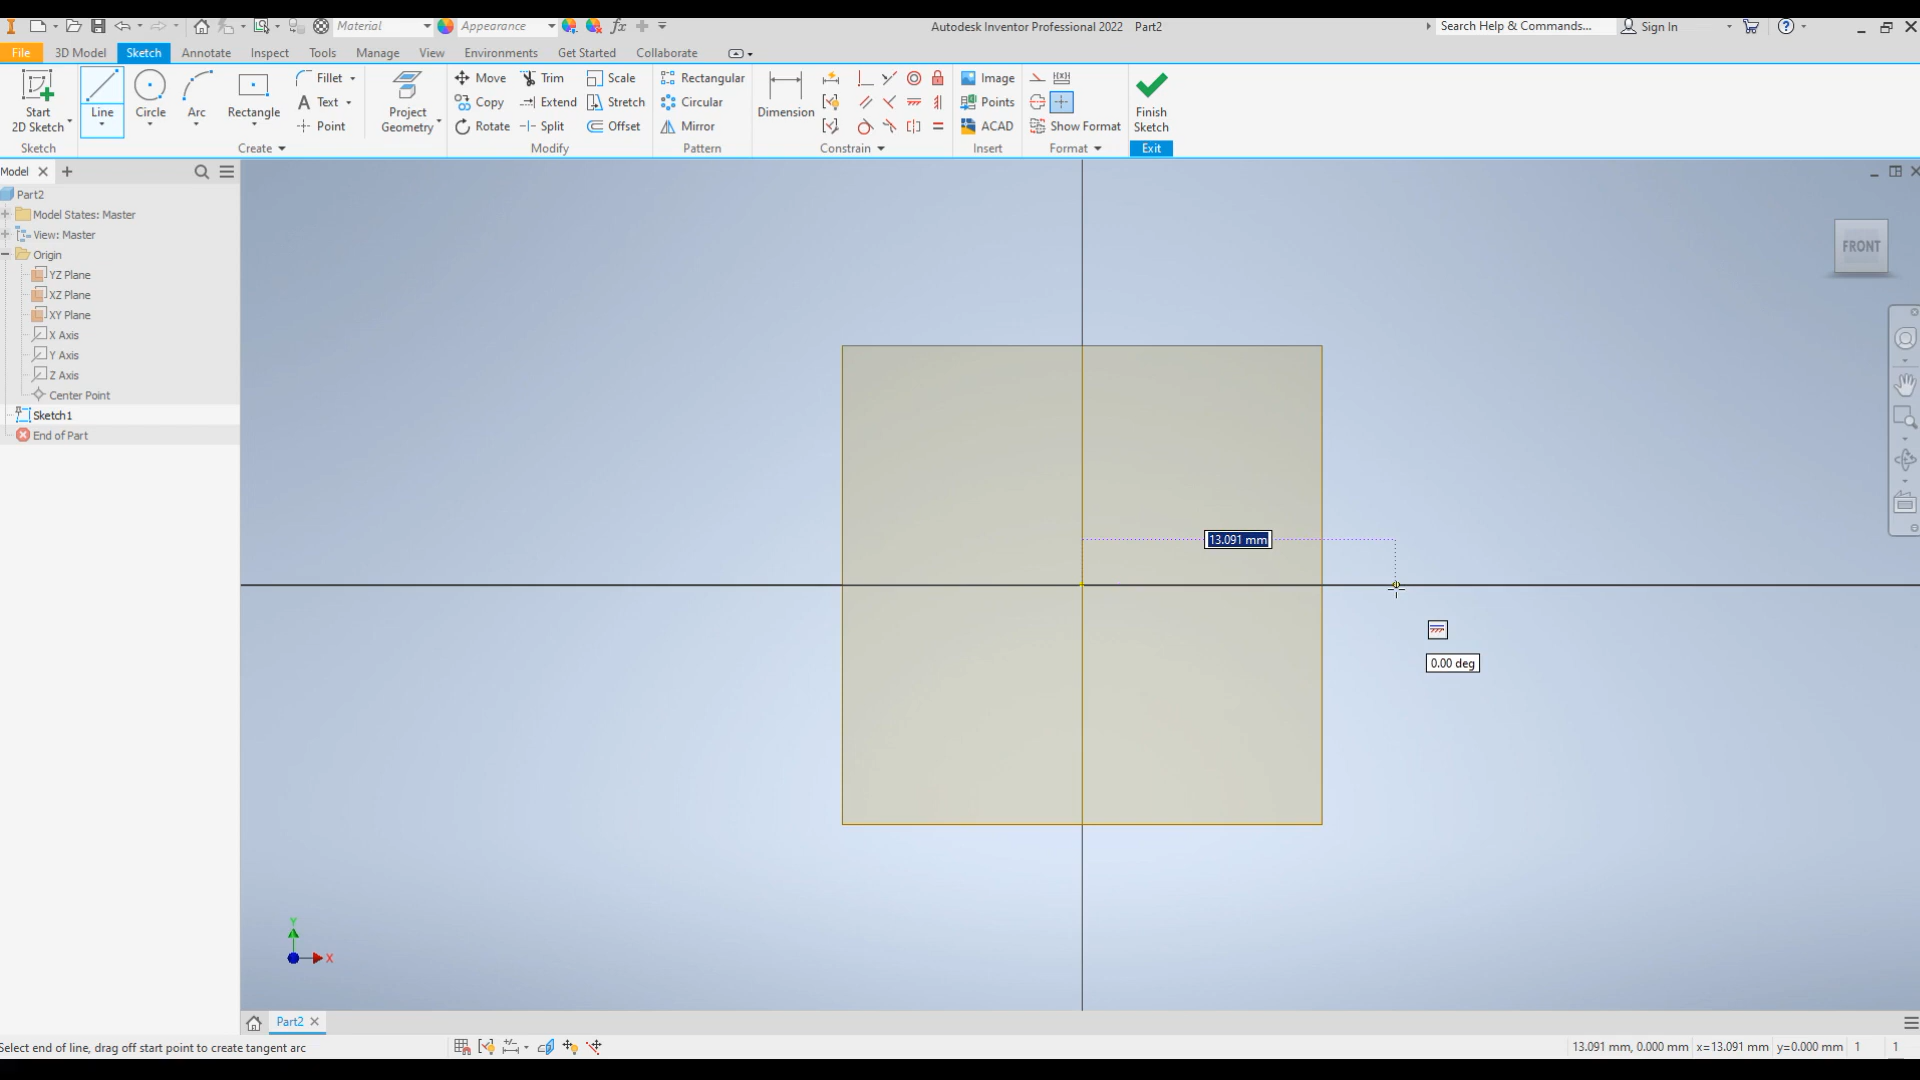 Material
Appearance
fx
Autodesk Inventor Professional 2022 Part2
Search Help & Commands...
Sign In
File
3D Model
Sketch
Annotate
Inspect
Tools
Manage
View
Environments
Get Started
Collaborate
Start
2D Sketch
Line
Circle
Arc
Rectangle
Fillet
Text
Point
Project
Geometry
Move
Copy
Rotate
Trim
Extend
Split
Scale
Stretch
Offset
Rectangular
Circular
Mirror
Dimension
Image
Points
ACAD
Show Format
Finish
Sketch
Sketch
Create
Modify
Pattern
Constrain
Insert
Format
Exit
Model
Part2
Model States: Master
View: Master
Origin
YZ Plane
XZ Plane
XY Plane
X Axis
Y Axis
Z Axis
Center Point
Sketch1
End of Part
FRONT
13.091 mm
0.00 deg
Y
X
Part2
Select end of line, drag off start point to create tangent arc
13.091 mm, 0.000 mm x=13.091 mm y=0.000 mm 1 1